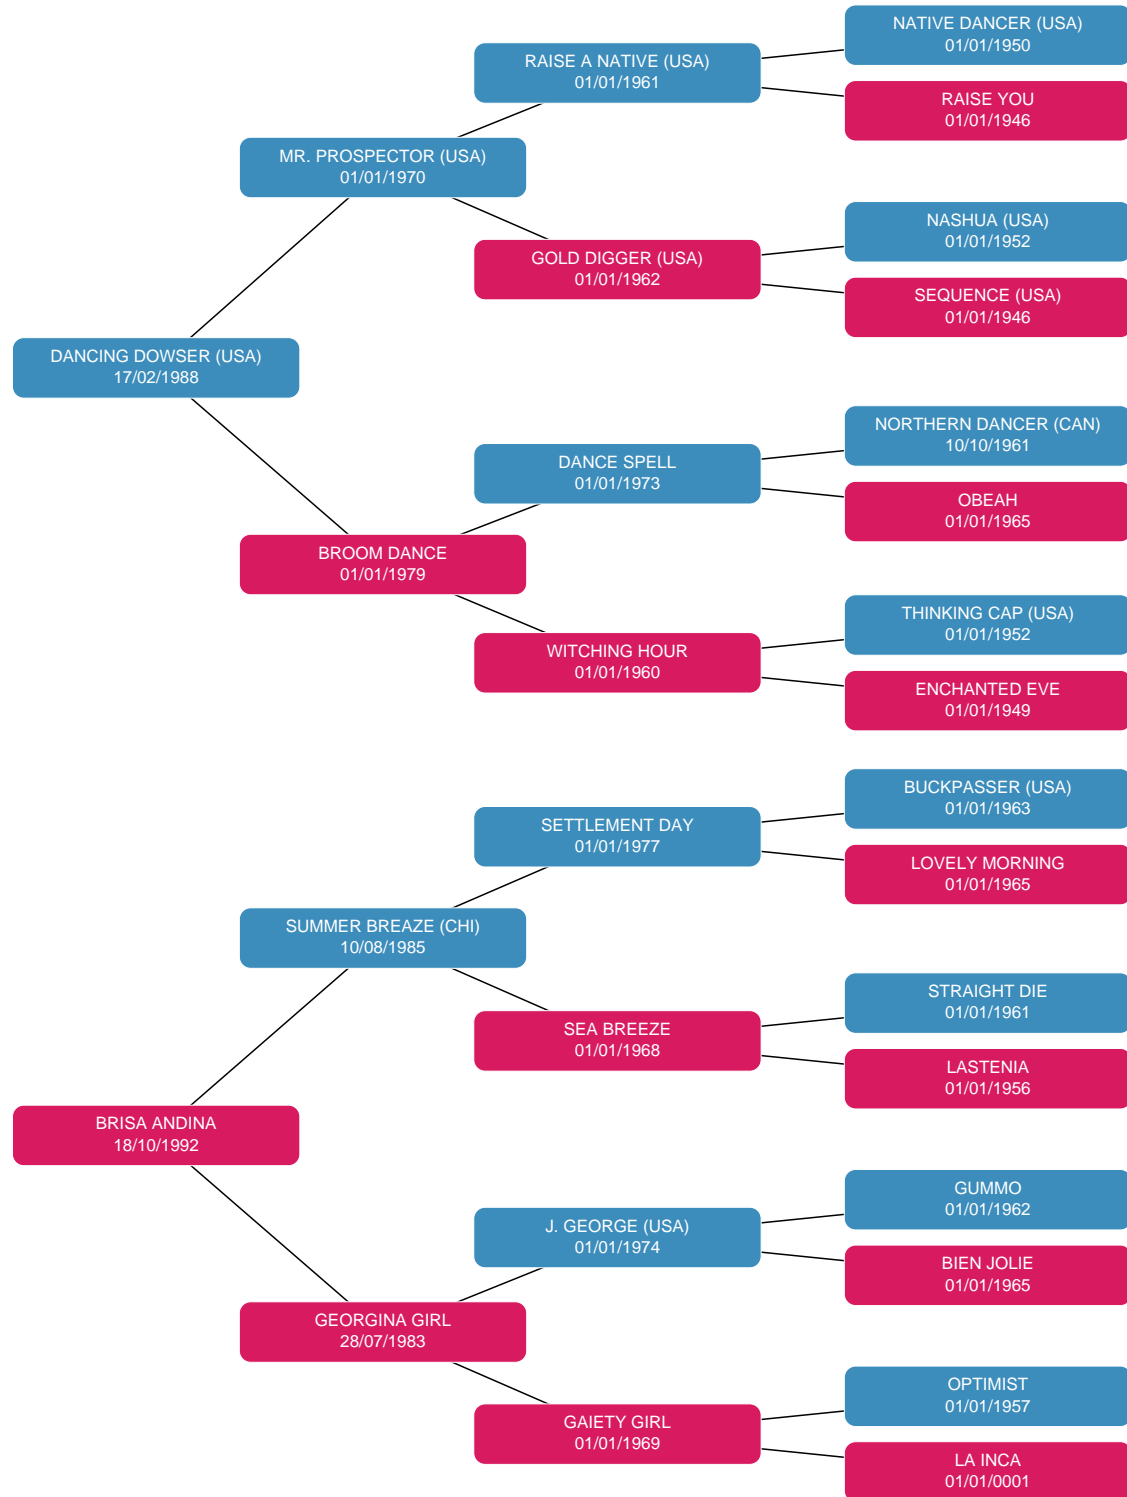 NATIVE DANCER (USA)
01/01/1950
RAISE A NATIVE (USA)
01/01/1961
RAISE YOU
01/01/1946
MR. PROSPECTOR (USA)
01/01/1970
NASHUA (USA)
01/01/1952
GOLD DIGGER (USA)
01/01/1962
SEQUENCE (USA)
01/01/1946
DANCING DOWSER (USA)
17/02/1988
NORTHERN DANCER (CAN)
10/10/1961
DANCE SPELL
01/01/1973
OBEAH
01/01/1965
BROOM DANCE
01/01/1979
THINKING CAP (USA)
01/01/1952
WITCHING HOUR
01/01/1960
ENCHANTED EVE
01/01/1949
BUCKPASSER (USA)
01/01/1963
SETTLEMENT DAY
01/01/1977
LOVELY MORNING
01/01/1965
SUMMER BREAZE (CHI)
10/08/1985
STRAIGHT DIE
01/01/1961
SEA BREEZE
01/01/1968
LASTENIA
01/01/1956
BRISA ANDINA
18/10/1992
GUMMO
01/01/1962
J. GEORGE (USA)
01/01/1974
BIEN JOLIE
01/01/1965
GEORGINA GIRL
28/07/1983
OPTIMIST
01/01/1957
GAIETY GIRL
01/01/1969
LA INCA
01/01/0001